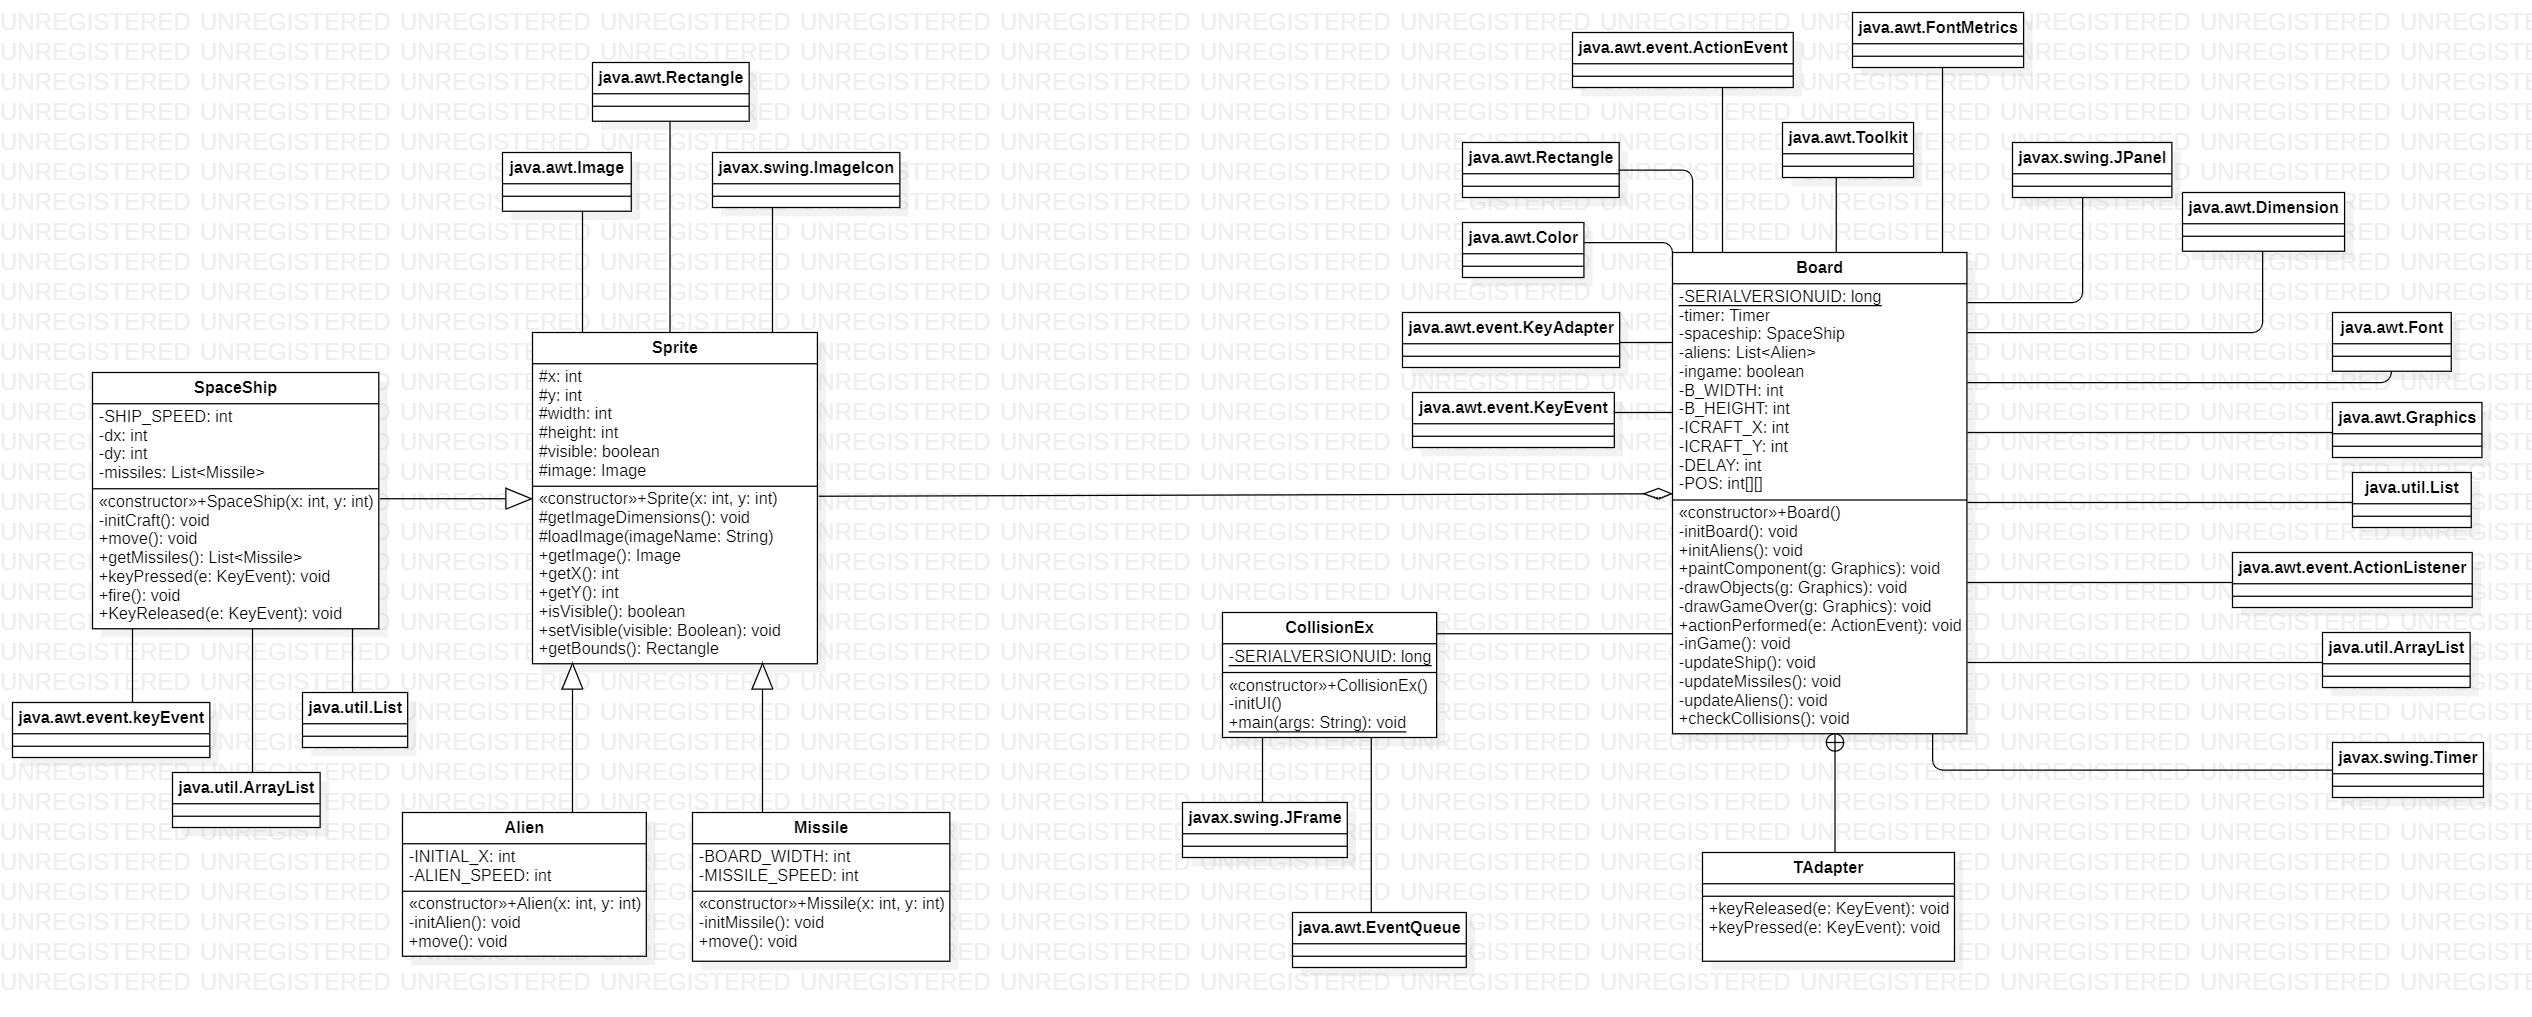 java.awt.Rectangle
java.awt.Image
javax.swing.ImageIcon
Sprite
#x: int
#y: int
#width: int
#height: int
#visible: boolean
#image: Image
«constructor»+Sprite(x: int, y: int)
#getImageDimensions(): void
#loadImage(imageName: String)
+getImage(): Image
+getX(): int
+getY(): int
+isVisible(): boolean
+setVisible(visible: Boolean): void
+getBounds(): Rectangle
SpaceShip
-SHIP_SPEED: int
-dx: int
-dy: int
-missiles: List<Missile>
«constructor»+SpaceShip(x: int, y: int)
-initCraft(): void
+move(): void
+getMissiles(): List<Missile>
+keyPressed(e: KeyEvent): void
+fire(): void
+KeyReleased(e: KeyEvent): void
java.awt.event.keyEvent
java.util.ArrayList
java.util.List
Alien
-INITIAL_X: int
-ALIEN_SPEED: int
«constructor»+Alien(x: int, y: int)
-initAlien(): void
+move(): void
Missile
-BOARD_WIDTH: int
-MISSILE_SPEED: int
«constructor»+Missile(x: int, y: int)
-initMissile(): void
+move(): void
java.awt.event.ActionEvent
java.awt.FontMetrics
java.awt.Toolkit
java.awt.Rectangle
java.awt.Color
java.awt.event.KeyAdapter
java.awt.event.KeyEvent
javax.swing.JPanel
java.awt.Dimension
java.awt.Font
java.awt.Graphics
java.util.List
java.awt.event.ActionListener
java.util.ArrayList
javax.swing.Timer
Board
-SERIALVERSIONUID: long
-timer: Timer
-spaceship: SpaceShip
-aliens: List<Alien>
-ingame: boolean
-B_WIDTH: int
-B_HEIGHT: int
-ICRAFT_X: int
-ICRAFT_Y: int
-DELAY: int
-POS: int[][]
«constructor»+Board()
-initBoard(): void
+initAliens(): void
+paintComponent(g: Graphics): void
-drawObjects(g: Graphics): void
-drawGameOver(g: Graphics): void
+actionPerformed(e: ActionEvent): void
-inGame(): void
-updateShip(): void
-updateMissiles(): void
-updateAliens(): void
+checkCollisions(): void
CollisionEx
-SERIALVERSIONUID: long
«constructor»+CollisionEx()
-initUI()
+main(args: String): void
javax.swing.JFrame
java.awt.EventQueue
TAdapter
+keyReleased(e: KeyEvent): void
+keyPressed(e: KeyEvent): void
UNREGISTERED